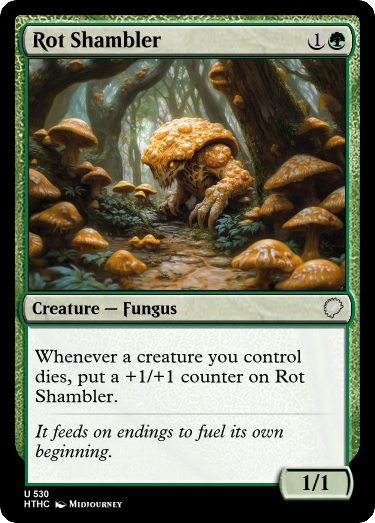 Rot Shambler 1
Creature — Fungus
Whenever a creature you control
dies, put a +1/+1 counter on Rot
Shambler.
It feeds on endings to fuel its own
beginning.
1/1
U 530
HTHC Midjourney